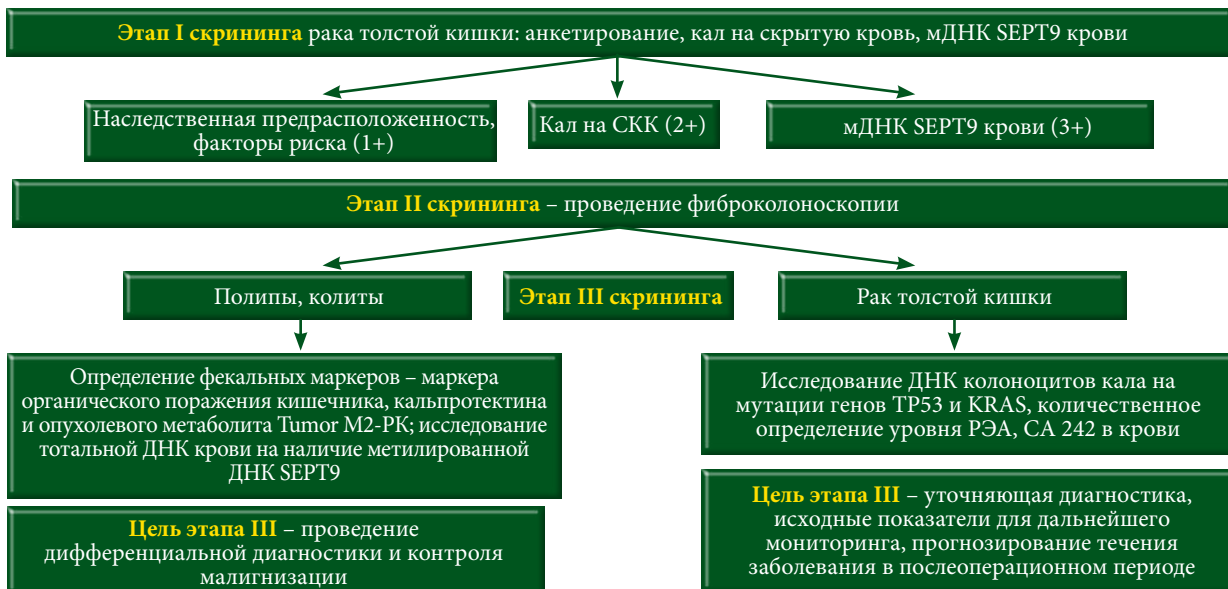 Этап I скрининга рака толстой кишки: анкетирование, кал на скрытую кровь, мДНК SEPT9 крови
Наследственная предрасположенность,
факторы риска (1+)
Кал на СКК (2+)
мДНК SEPT9 крови (3+)
Этап II скрининга – проведение фиброколоноскопии
Полипы, колиты
Этап III скрининга
Рак толстой кишки
Определение фекальных маркеров – маркера
органического поражения кишечника, кальпротектина
и опухолевого метаболита Tumor М2-РК; исследование
тотальной ДНК крови на наличие метилированной
ДНК SEPT9
Исследование ДНК колоноцитов кала на
мутации генов TP53 и KRAS, количественное
определение уровня РЭА, СА 242 в крови
Цель этапа III – проведение
дифференциальной диагностики и контроля
малигнизации
Цель этапа III – уточняющая диагностика,
исходные показатели для дальнейшего
мониторинга, прогнозирование течения
заболевания в послеоперационном периоде